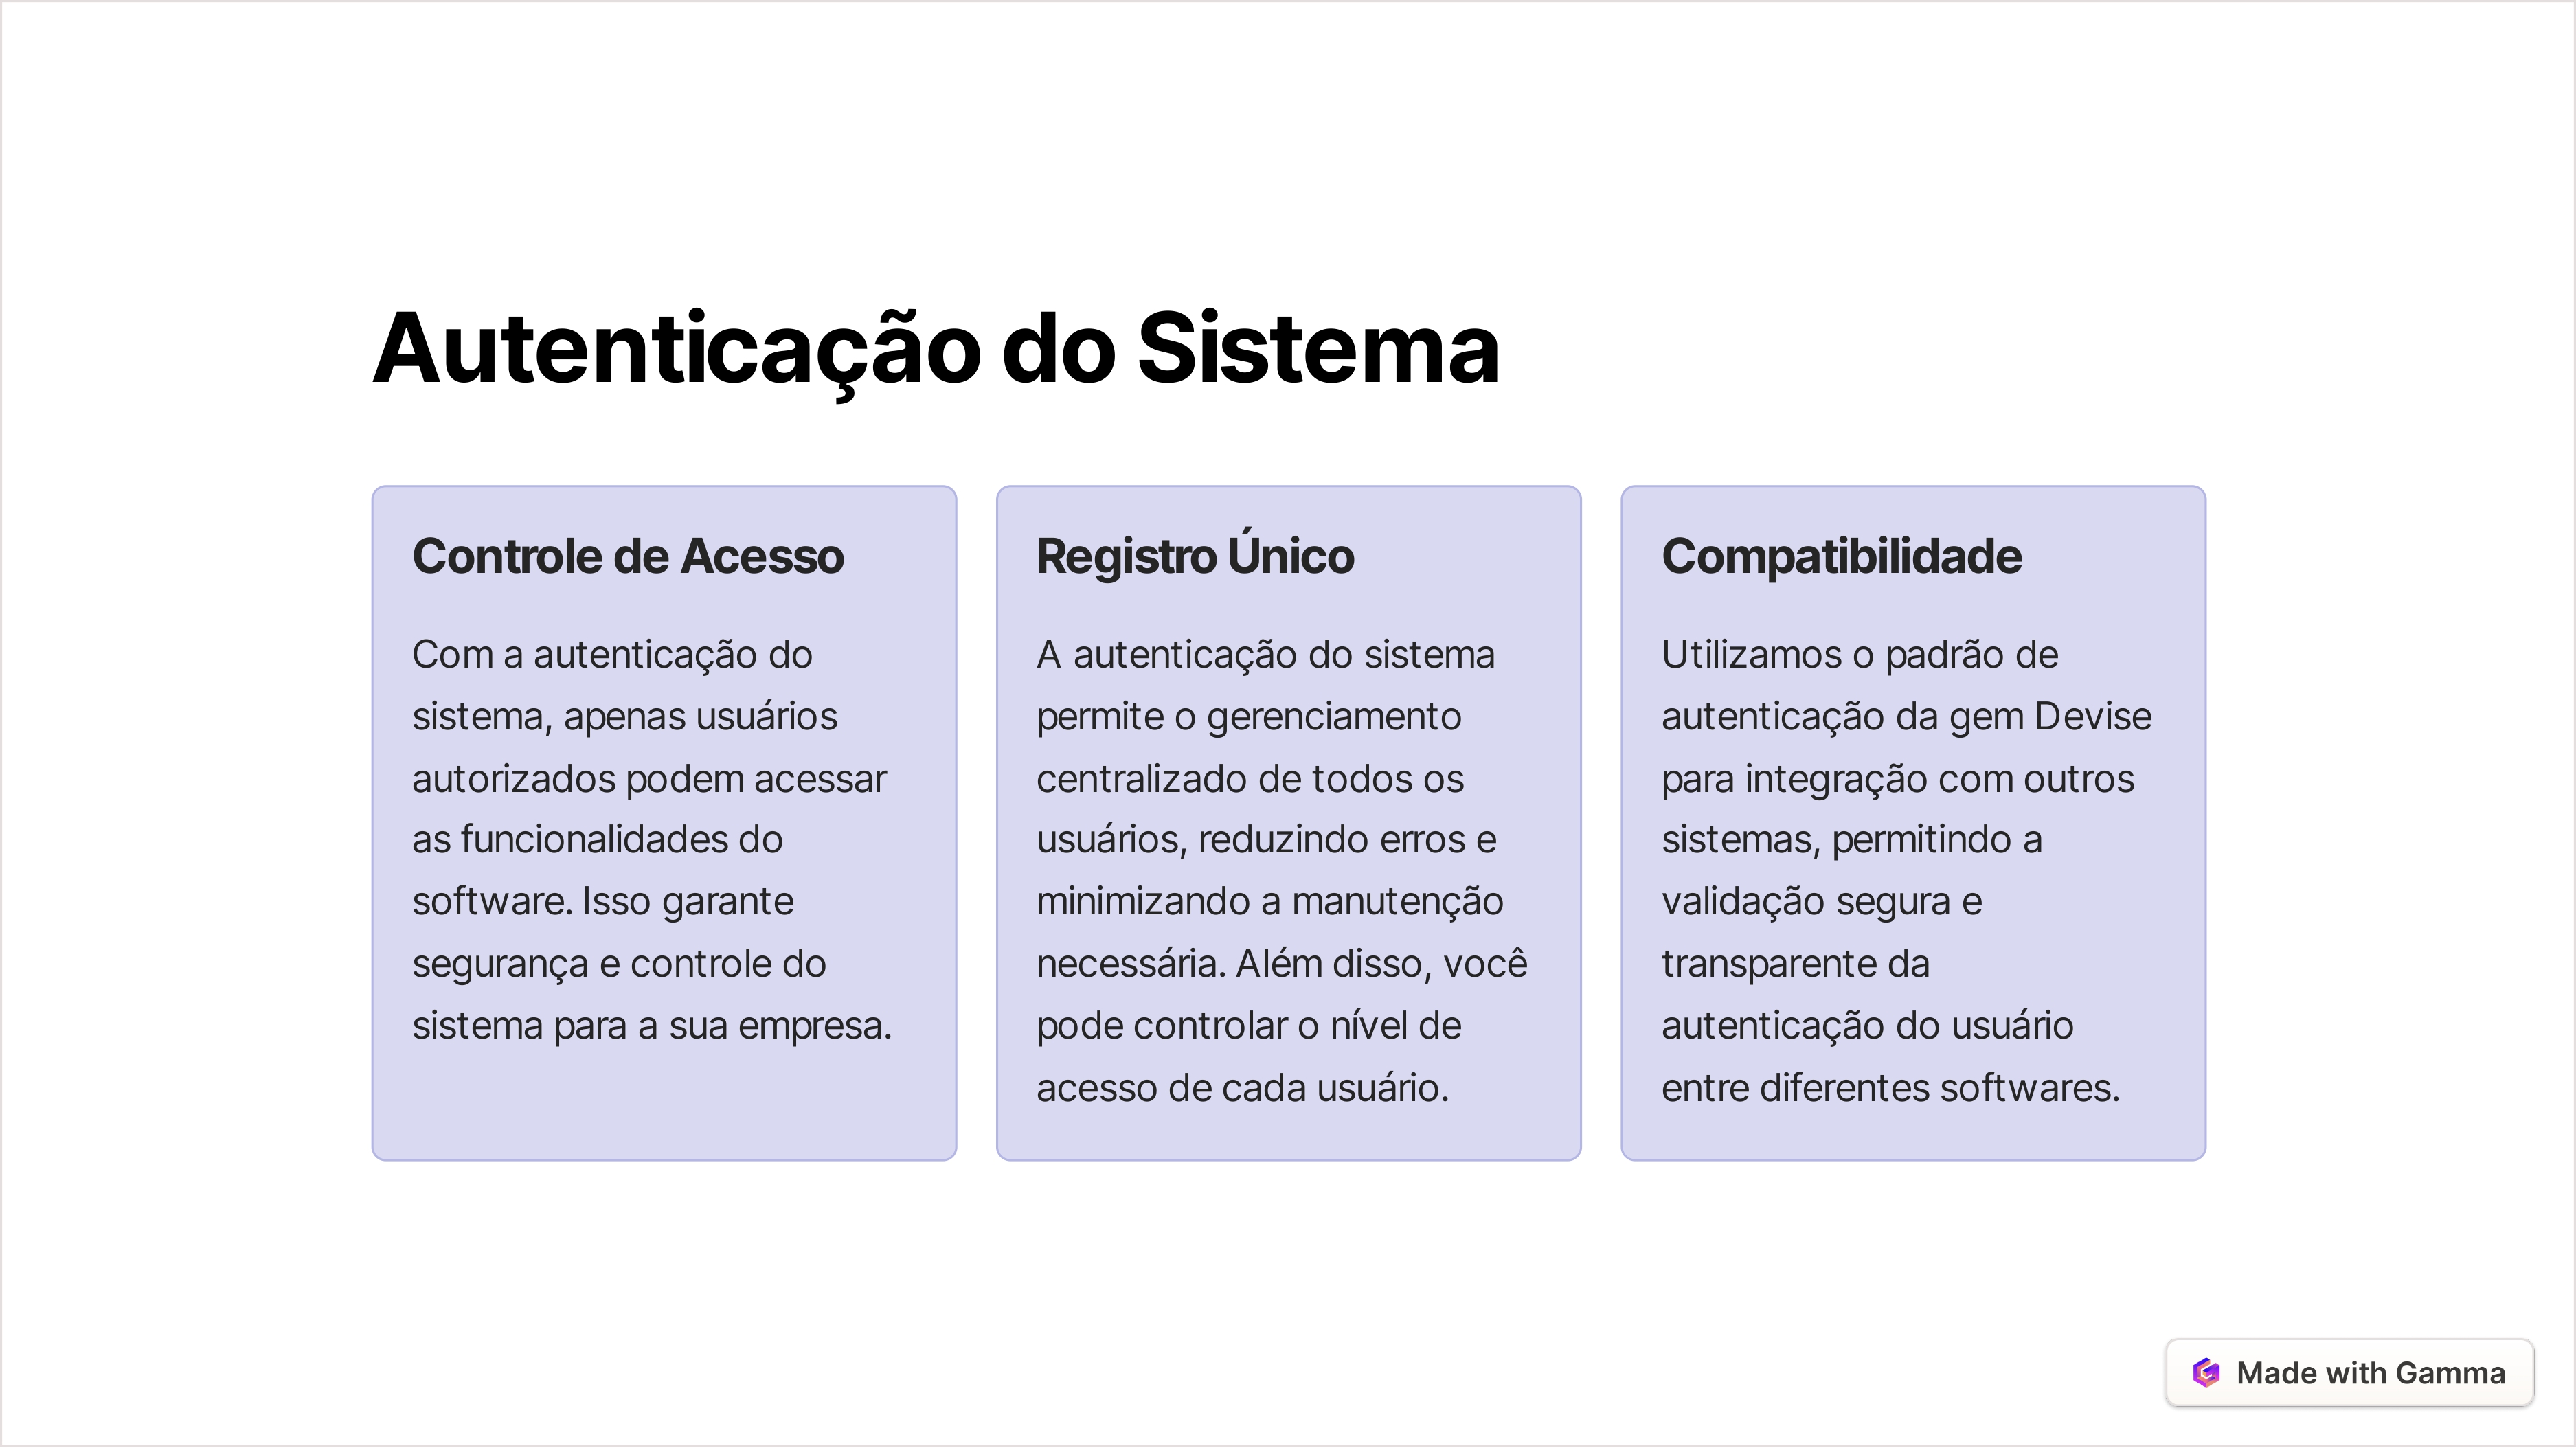 Autenticação do Sistema
Controle de Acesso
Com a autenticação do
sistema, apenas usuários
autorizados podem acessar
as funcionalidades do
software. Isso garante
segurança e controle do
sistema para a sua empresa.
Registro Único
A autenticação do sistema
permite o gerenciamento
centralizado de todos os
usuários, reduzindo erros e
minimizando a manutenção
necessária. Além disso, você
pode controlar o nível de
acesso de cada usuário.
Compatibilidade
Utilizamos o padrão de
autenticação da gem Devise
para integração com outros
sistemas, permitindo a
validação segura e
transparente da
autenticação do usuário
entre diferentes softwares.
Made with Gamma